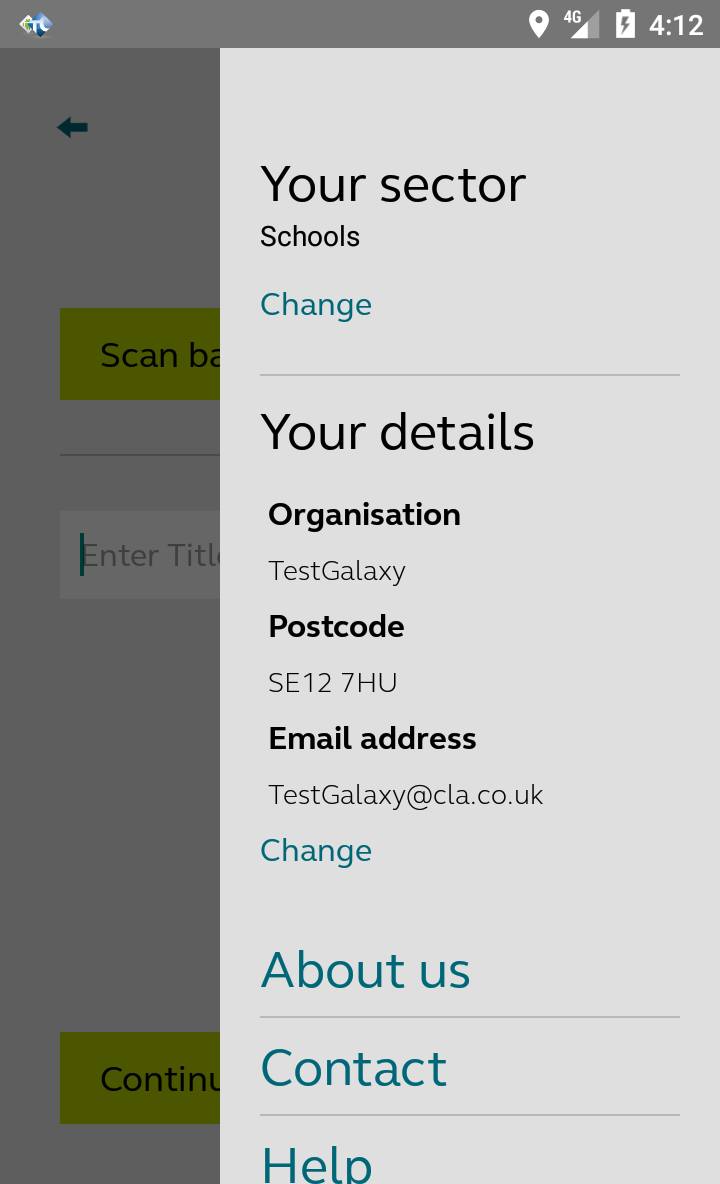 4G 4:12
Your sector
Schools
Change
Scan ba
Your details
Organisation
Enter Title
TestGalaxy
Postcode
SE12 7HU
Email address
TestGalaxy@cla.co.uk
Change
About us
Contact
Continu
Help